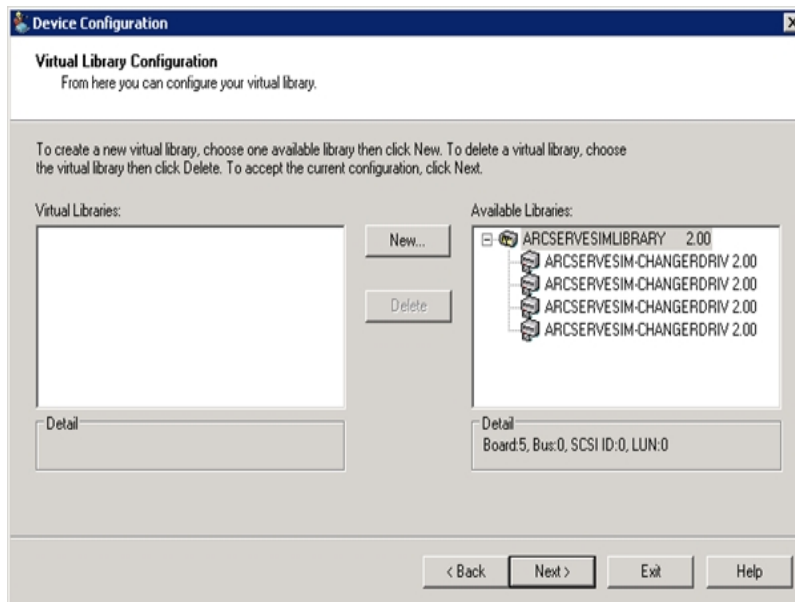 Device Configuration
Virtual Library Configuration
From here you can configure your virtual library.
To create a new virtual library, choose one available library then click New. To delete a virtual library, choose
the virtual library then click Delete. To accept the current configuration, click Next.
Virtual Libraries:
New...
Delete
Available Libraries:
ARCSERVESIMLIBRARY 2.00
ARCSERVESIM-CHANGERDRIV 2.00
ARCSERVESIM-CHANGERDRIV 2.00
ARCSERVESIM-CHANGERDRIV 2.00
ARCSERVESIM-CHANGERDRIV 2.00
Detail
Detail
Board:5, Bus:0, SCSI ID:0, LUN:0
< Back
Next >
Exit
Help